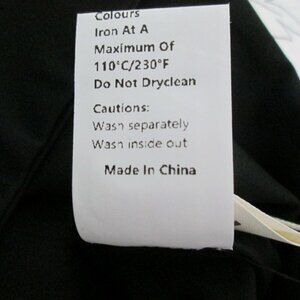 Colours
Iron At A
Maximum Of
110°C/230°F
Do Not Dryclean
Cautions:
Wash separately
Wash inside out
Made In China